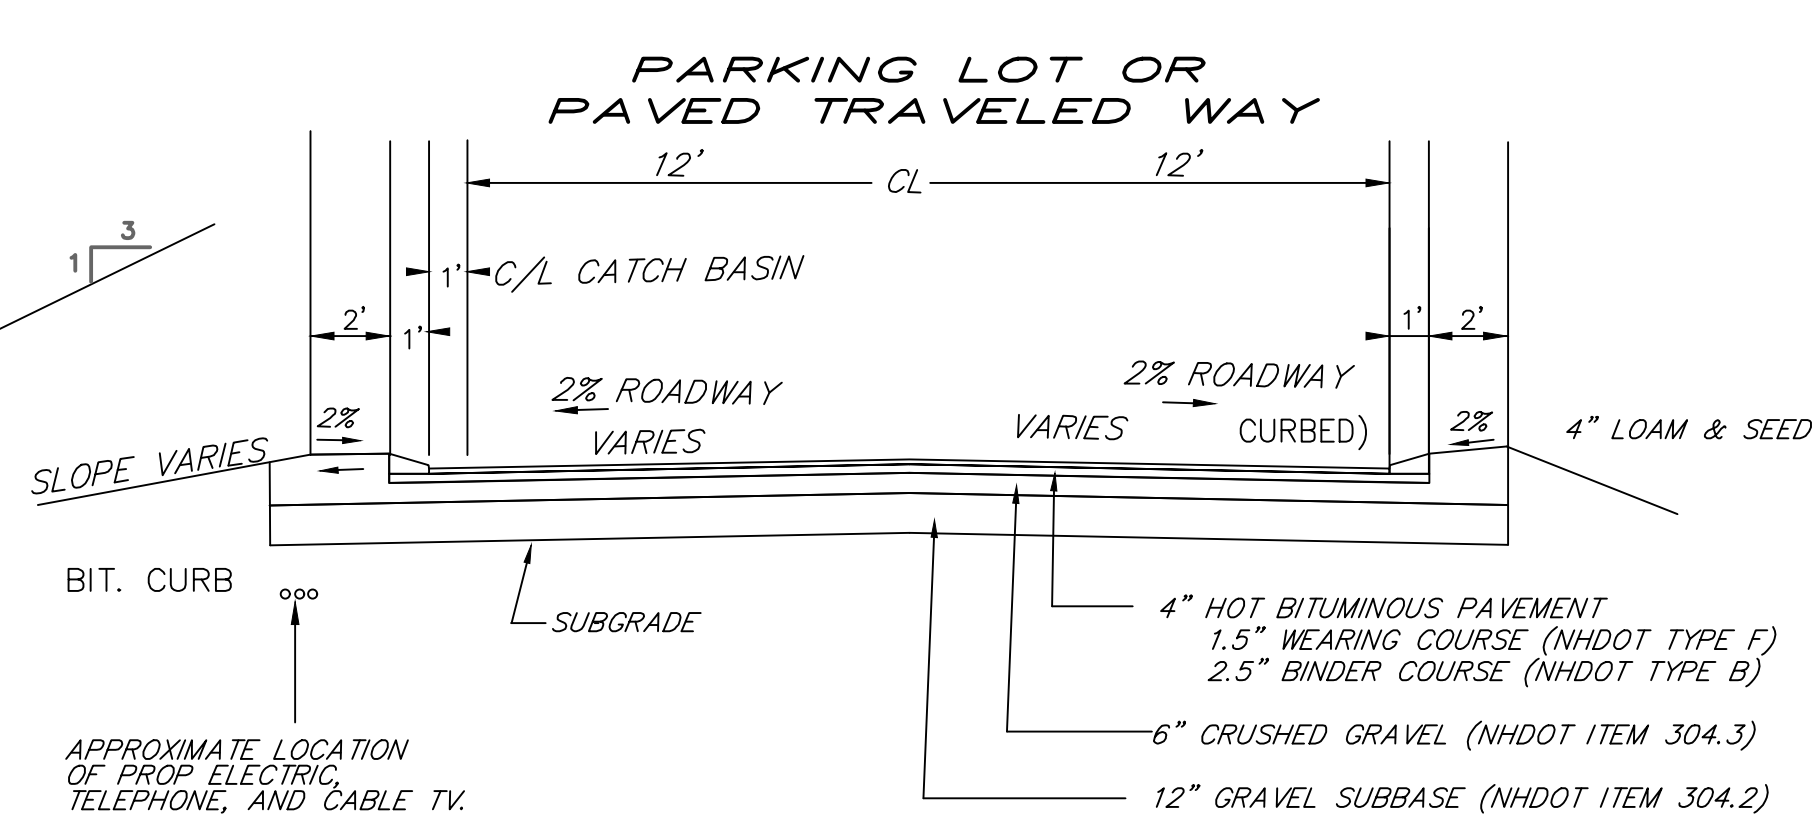 PARKING LOT OR
PAVED TRAVELED WAY
12' CL 12'
1 3
1' C/L CATCH BASIN
2' 1' 1' 2'
2% ROADWAY 2% ROADWAY
2% VARIES VARIES CURBED) 2% 4" LOAM & SEED
SLOPE VARIES
BIT. CURB
SUBGRADE
4" HOT BITUMINOUS PAVEMENT
1.5" WEARING COURSE (NHDOT TYPE F)
2.5" BINDER COURSE (NHDOT TYPE B)
6" CRUSHED GRAVEL (NHDOT ITEM 304.3)
12" GRAVEL SUBBASE (NHDOT ITEM 304.2)
APPROXIMATE LOCATION
OF PROP ELECTRIC,
TELEPHONE, AND CABLE TV.